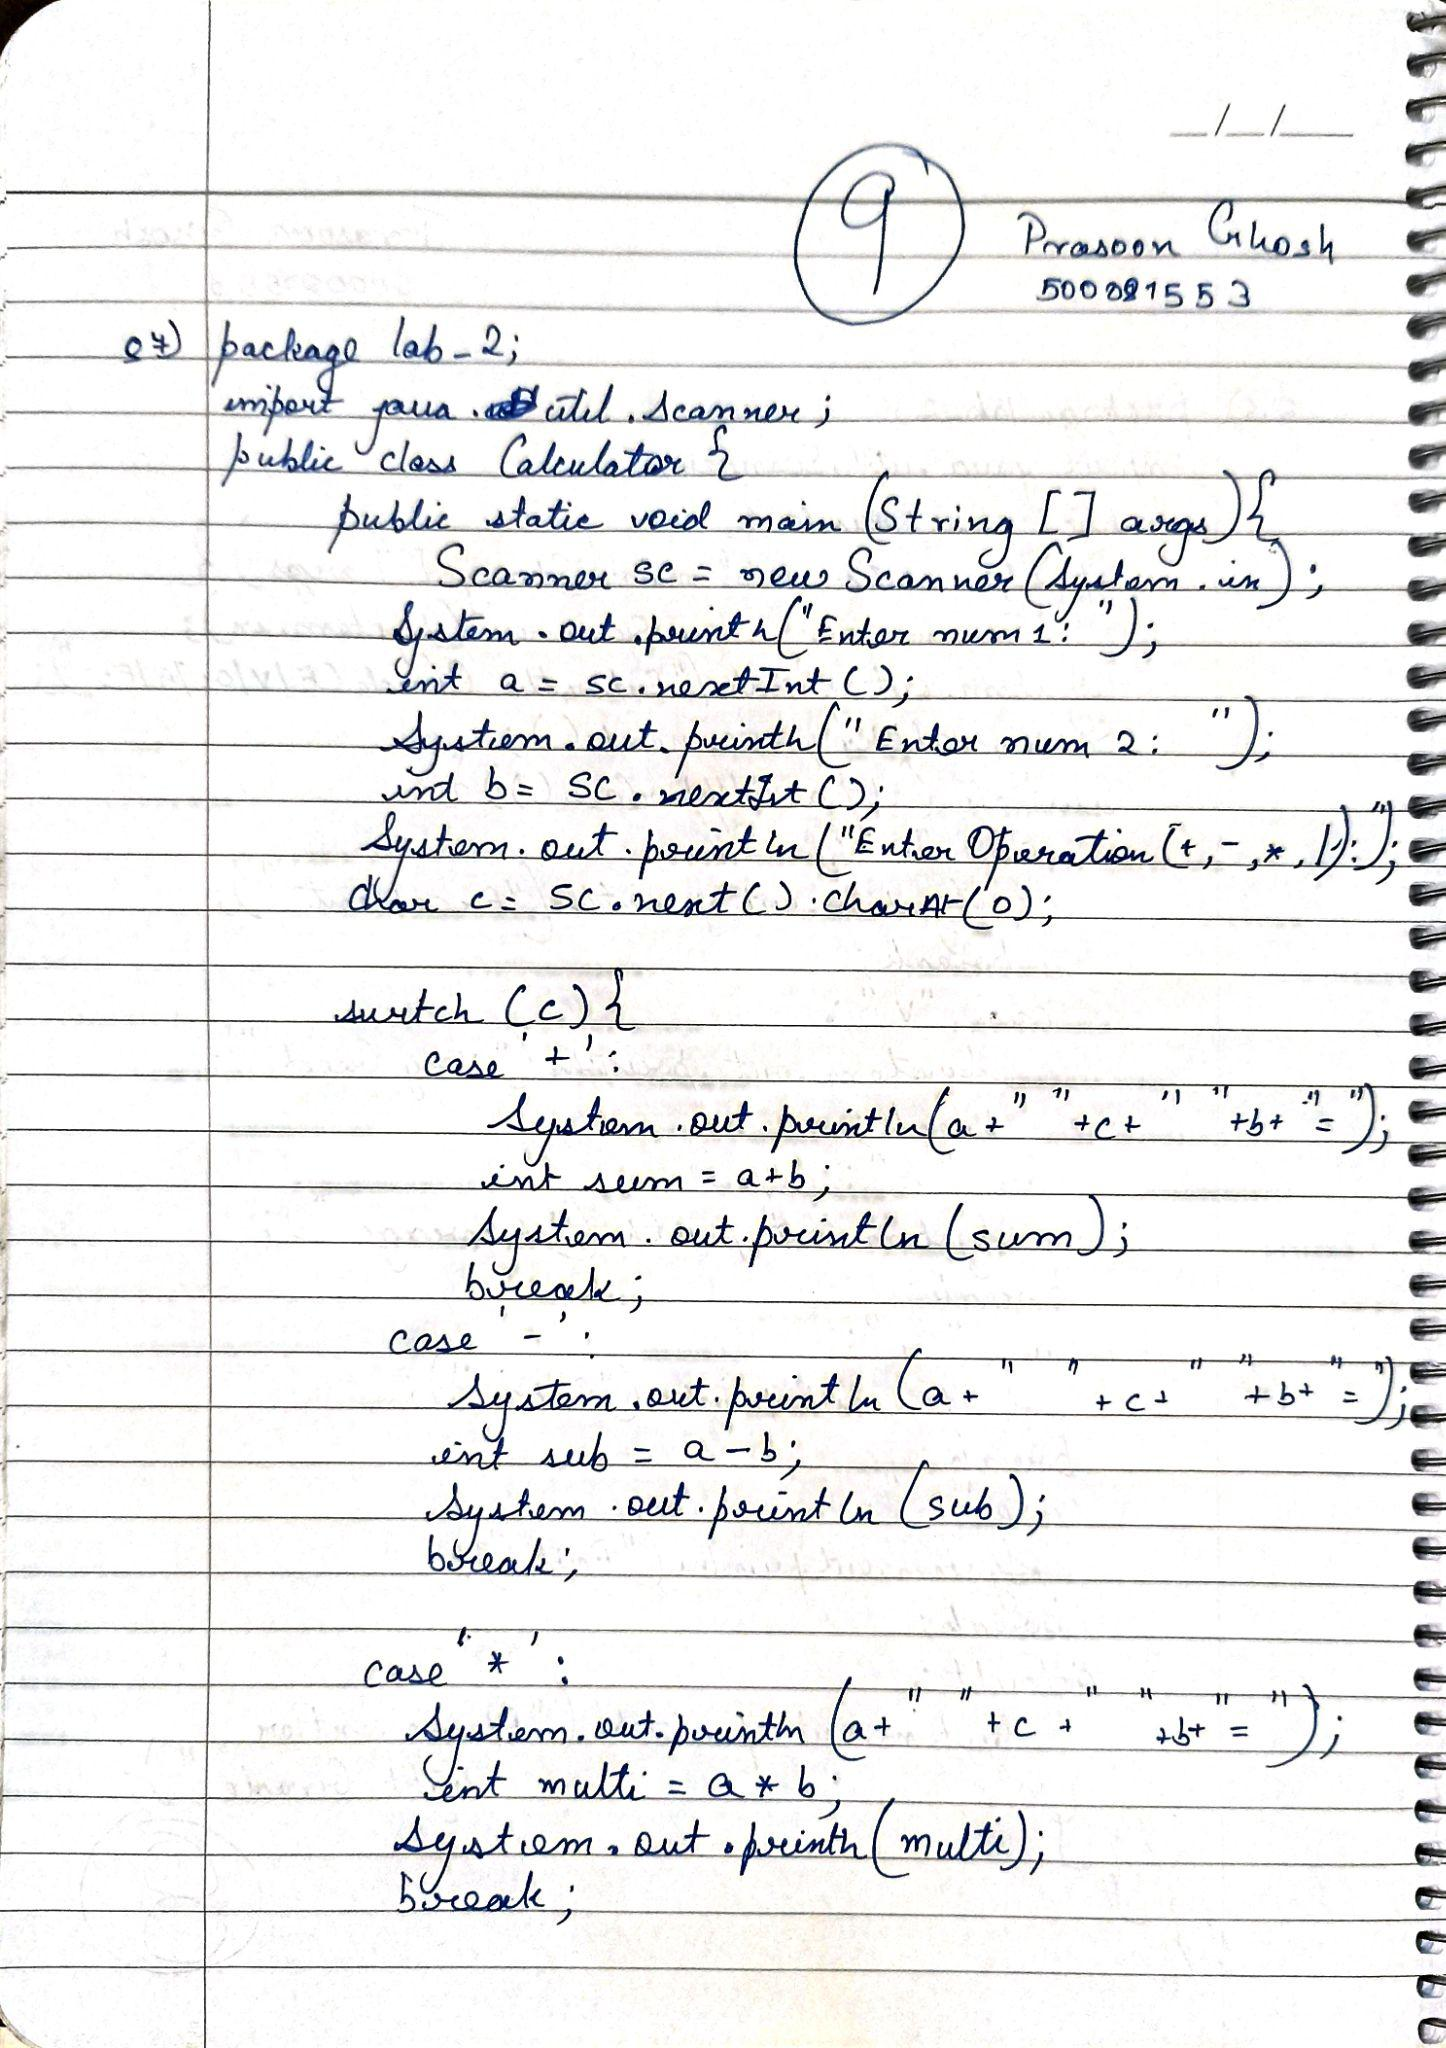 __/__/____
9
Prasoon Ghosh
500081553
Q7) package lab_2;
import java.util.Scanner;
public class Calculator {
public static void main (String [] args) {
Scanner sc = new Scanner (System.in);
System.out.println ("Enter num 1: ");
int a = sc.nextInt ();
System.out.println (" Enter num 2: ");
int b = sc.nextInt ();
System.out.println ("Enter Operation (+,-,*,/):");
char c = sc.next ().charAt (0);
switch (c) {
case '+' :
System.out.println (a + " " + c + " " + b + "=");
int sum = a+b;
System.out.println (sum);
break;
case '-' :
System.out.println (a + " " + c + " " + b + "=");
int sub = a - b;
System.out.println (sub);
break;
case '*' :
System.out.println (a + " " + c + " " + b + "=");
int multi = a * b;
System.out.println (multi);
break;